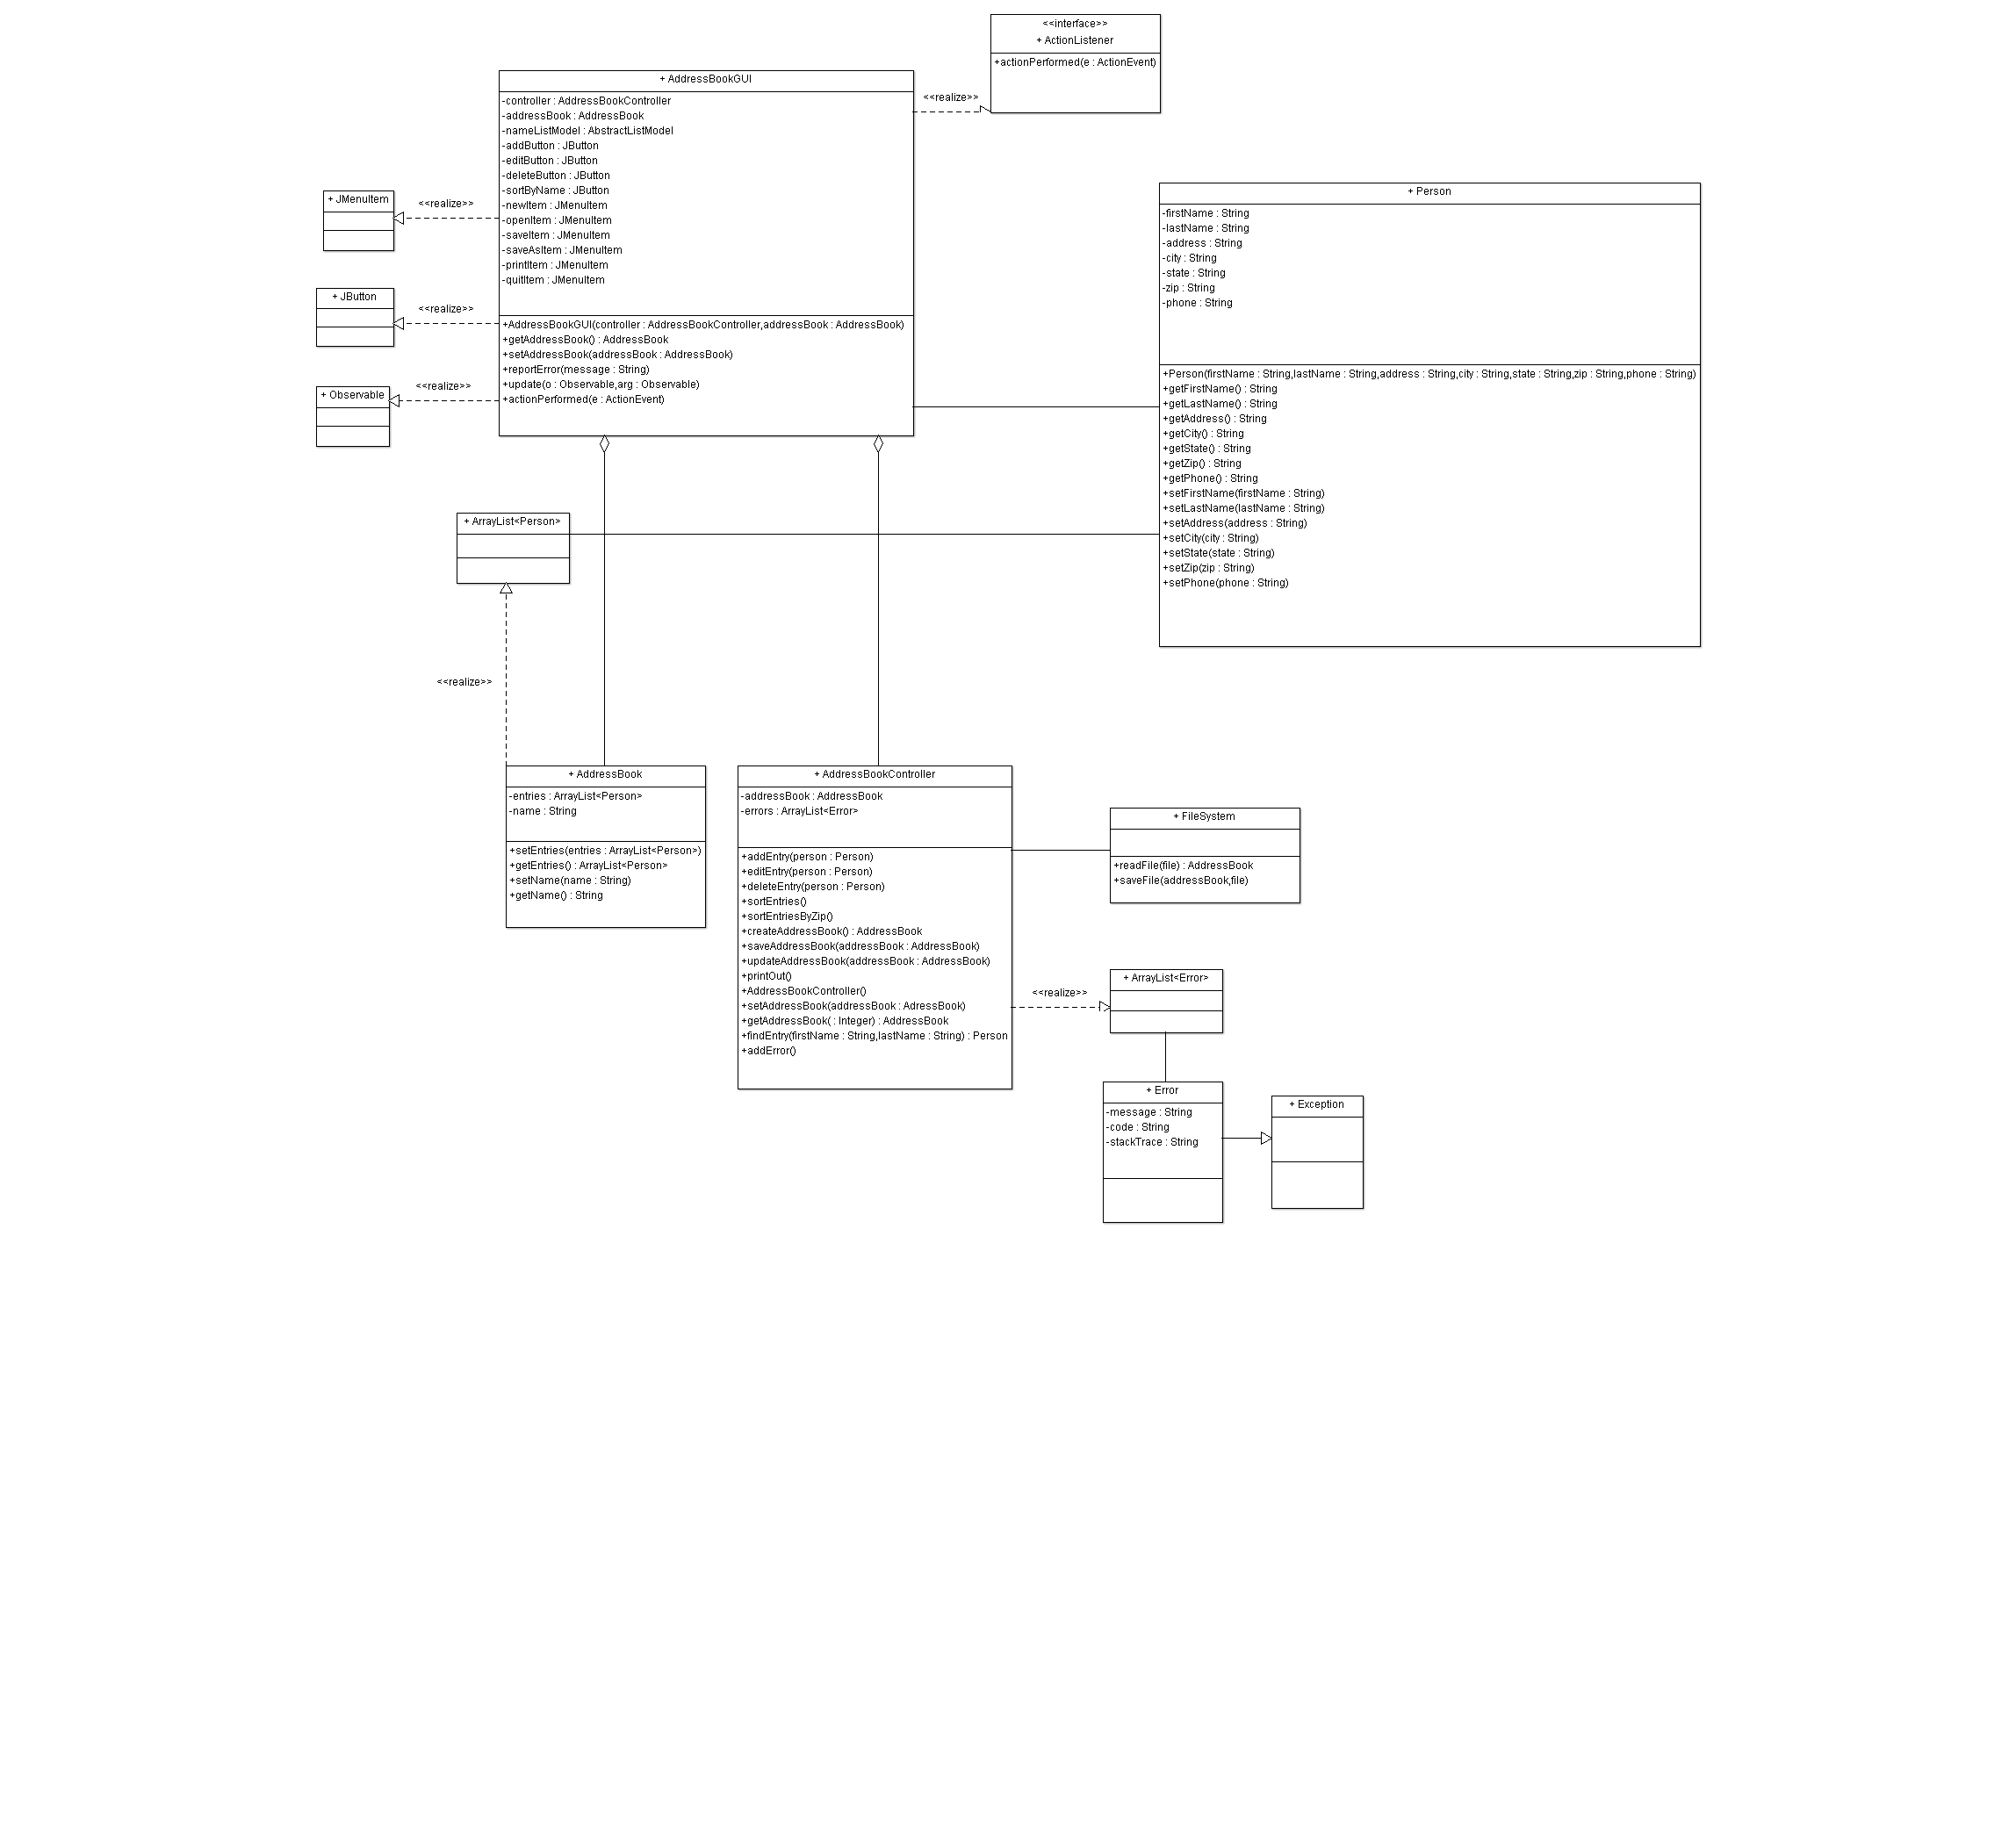 <<interface>>
+ ActionListener
+actionPerformed(e : ActionEvent)
+ AddressBookGUI
-controller : AddressBookController
-addressBook : AddressBook
-nameListModel : AbstractListModel
-addButton : JButton
-editButton : JButton
-deleteButton : JButton
-sortByName : JButton
-newItem : JMenuItem
-openItem : JMenuItem
-saveItem : JMenuItem
-saveAsItem : JMenuItem
-printItem : JMenuItem
-quitItem : JMenuItem
+AddressBookGUI(controller : AddressBookController,addressBook : AddressBook)
+getAddressBook() : AddressBook
+setAddressBook(addressBook : AddressBook)
+reportError(message : String)
+update(o : Observable,arg : Observable)
+actionPerformed(e : ActionEvent)
<<realize>>
+ JMenuItem
<<realize>>
+ JButton
<<realize>>
+ Observable
<<realize>>
+ Person
-firstName : String
-lastName : String
-address : String
-city : String
-state : String
-zip : String
-phone : String
+Person(firstName : String,lastName : String,address : String,city : String,state : String,zip : String,phone : String)
+getFirstName() : String
+getLastName() : String
+getAddress() : String
+getCity() : String
+getState() : String
+getZip() : String
+getPhone() : String
+setFirstName(firstName : String)
+setLastName(lastName : String)
+setAddress(address : String)
+setCity(city : String)
+setState(state : String)
+setZip(zip : String)
+setPhone(phone : String)
+ ArrayList<Person>
<<realize>>
+ AddressBook
-entries : ArrayList<Person>
-name : String
+setEntries(entries : ArrayList<Person>)
+getEntries() : ArrayList<Person>
+setName(name : String)
+getName() : String
+ AddressBookController
-addressBook : AddressBook
-errors : ArrayList<Error>
+addEntry(person : Person)
+editEntry(person : Person)
+deleteEntry(person : Person)
+sortEntries()
+sortEntriesByZip()
+createAddressBook() : AddressBook
+saveAddressBook(addressBook : AddressBook)
+updateAddressBook(addressBook : AddressBook)
+printOut()
+AddressBookController()
+setAddressBook(addressBook : AdressBook)
+getAddressBook( : Integer) : AddressBook
+findEntry(firstName : String,lastName : String) : Person
+addError()
+ FileSystem
+readFile(file) : AddressBook
+saveFile(addressBook,file)
<<realize>>
+ ArrayList<Error>
+ Error
-message : String
-code : String
-stackTrace : String
+ Exception